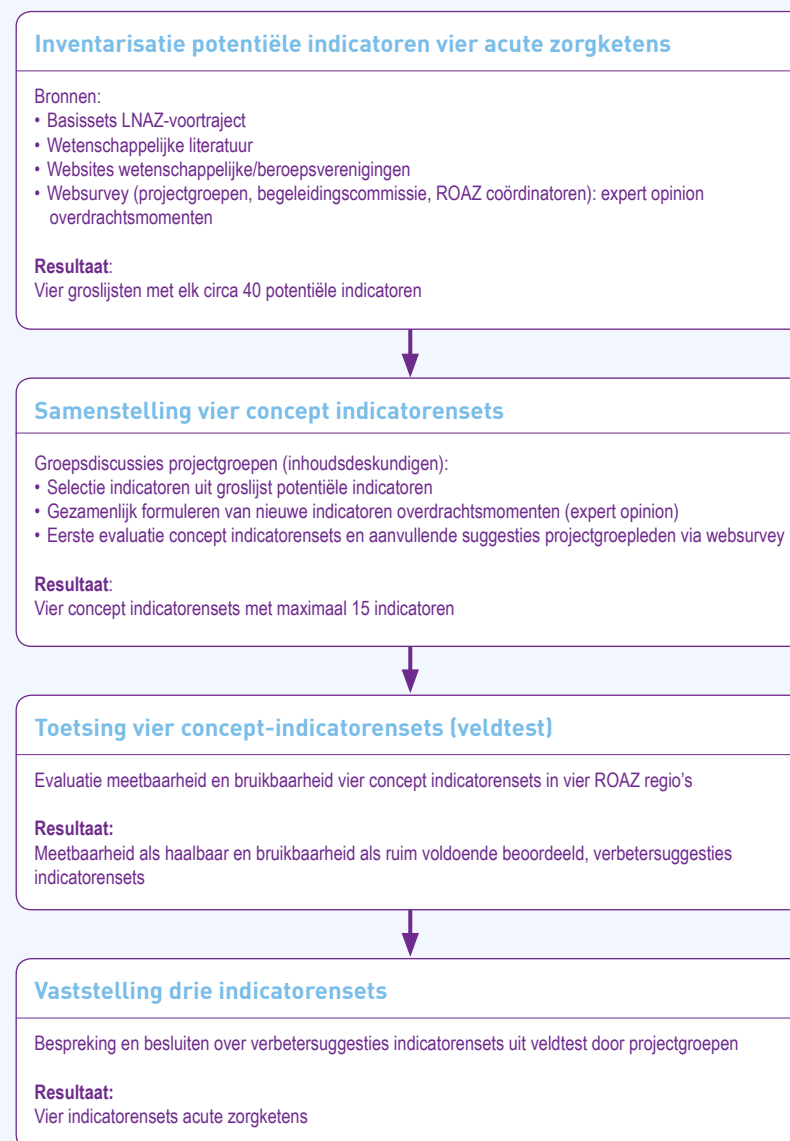 Inventarisatie potentiële indicatoren vier acute zorgketens
Bronnen:
• Basissets LNAZ-voortraject
• Wetenschappelijke literatuur
• Websites wetenschappelijke/beroepsverenigingen
• Websurvey (projectgroepen, begeleidingscommissie, ROAZ coördinatoren): expert opinion
overdrachtsmomenten
Resultaat:
Vier groslijsten met elk circa 40 potentiële indicatoren
Samenstelling vier concept indicatorensets
Groepsdiscussies projectgroepen (inhoudsdeskundigen):
• Selectie indicatoren uit groslijst potentiële indicatoren
• Gezamenlijk formuleren van nieuwe indicatoren overdrachtsmomenten (expert opinion)
• Eerste evaluatie concept indicatorensets en aanvullende suggesties projectgroepleden via websurvey
Resultaat:
Vier concept indicatorensets met maximaal 15 indicatoren
Toetsing vier concept-indicatorensets (veldtest)
Evaluatie meetbaarheid en bruikbaarheid vier concept indicatorensets in vier ROAZ regio's
Resultaat:
Meetbaarheid als haalbaar en bruikbaarheid als ruim voldoende beoordeeld, verbetersuggesties
indicatorensets
Vaststelling drie indicatorensets
Bespreking en besluiten over verbetersuggesties indicatorensets uit veldtest door projectgroepen
Resultaat:
Vier indicatorensets acute zorgketens